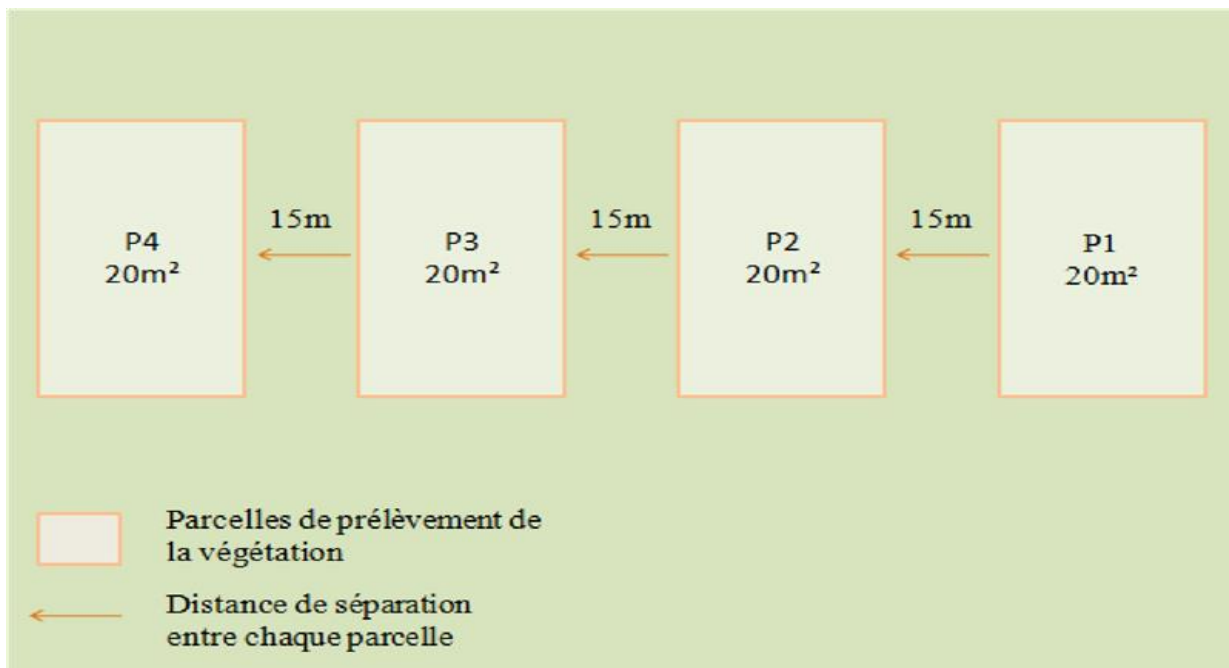 15m 15m 15m
P4 P3 P2 P1
20m² 20m² 20m² 20m²
Parcelles de prélèvement de
la végétation
Distance de séparation
entre chaque parcelle